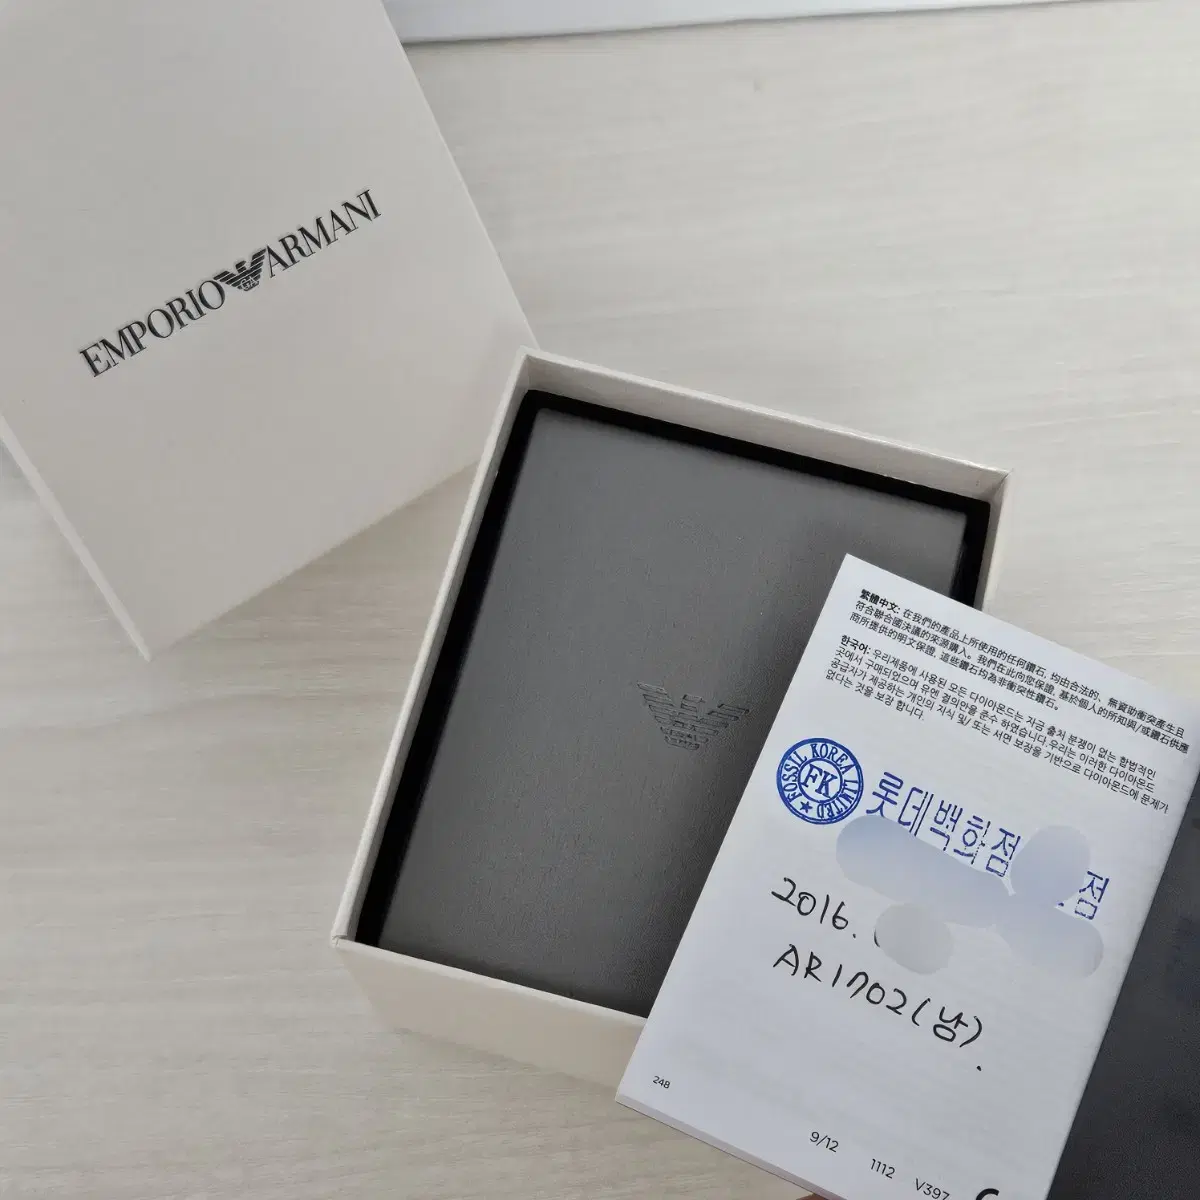 EMPORIO ARMANI
繁體中文: 在我們的產品上所使用的任何鑽石, 均由合法的, 無資助衝突產生且
符合聯合國決議的來源購入。我們在此向您保證, 基於個人的所知與/或鑽石供應
商所提供的明文保證, 這些鑽石均為非衝突性鑽石。
한국어: 우리제품에 사용된 모든 다이아몬드는 자금 출처 분쟁이 없는 합법적인
곳에서 구매되었으며 유엔 결의안을 준수 하였습니다.우리는 이러한 다이아몬드
공급자가 제공하는 개인의 지식 및/ 또는 서면 보장을 기반으로 다이아몬드에 문제가
없다는 것을 보장 합니다.
FOSSIL KOREA LIMITED
FK
롯데백화점 점
2016.
AR1702(남).
248
9/12 1112 V397